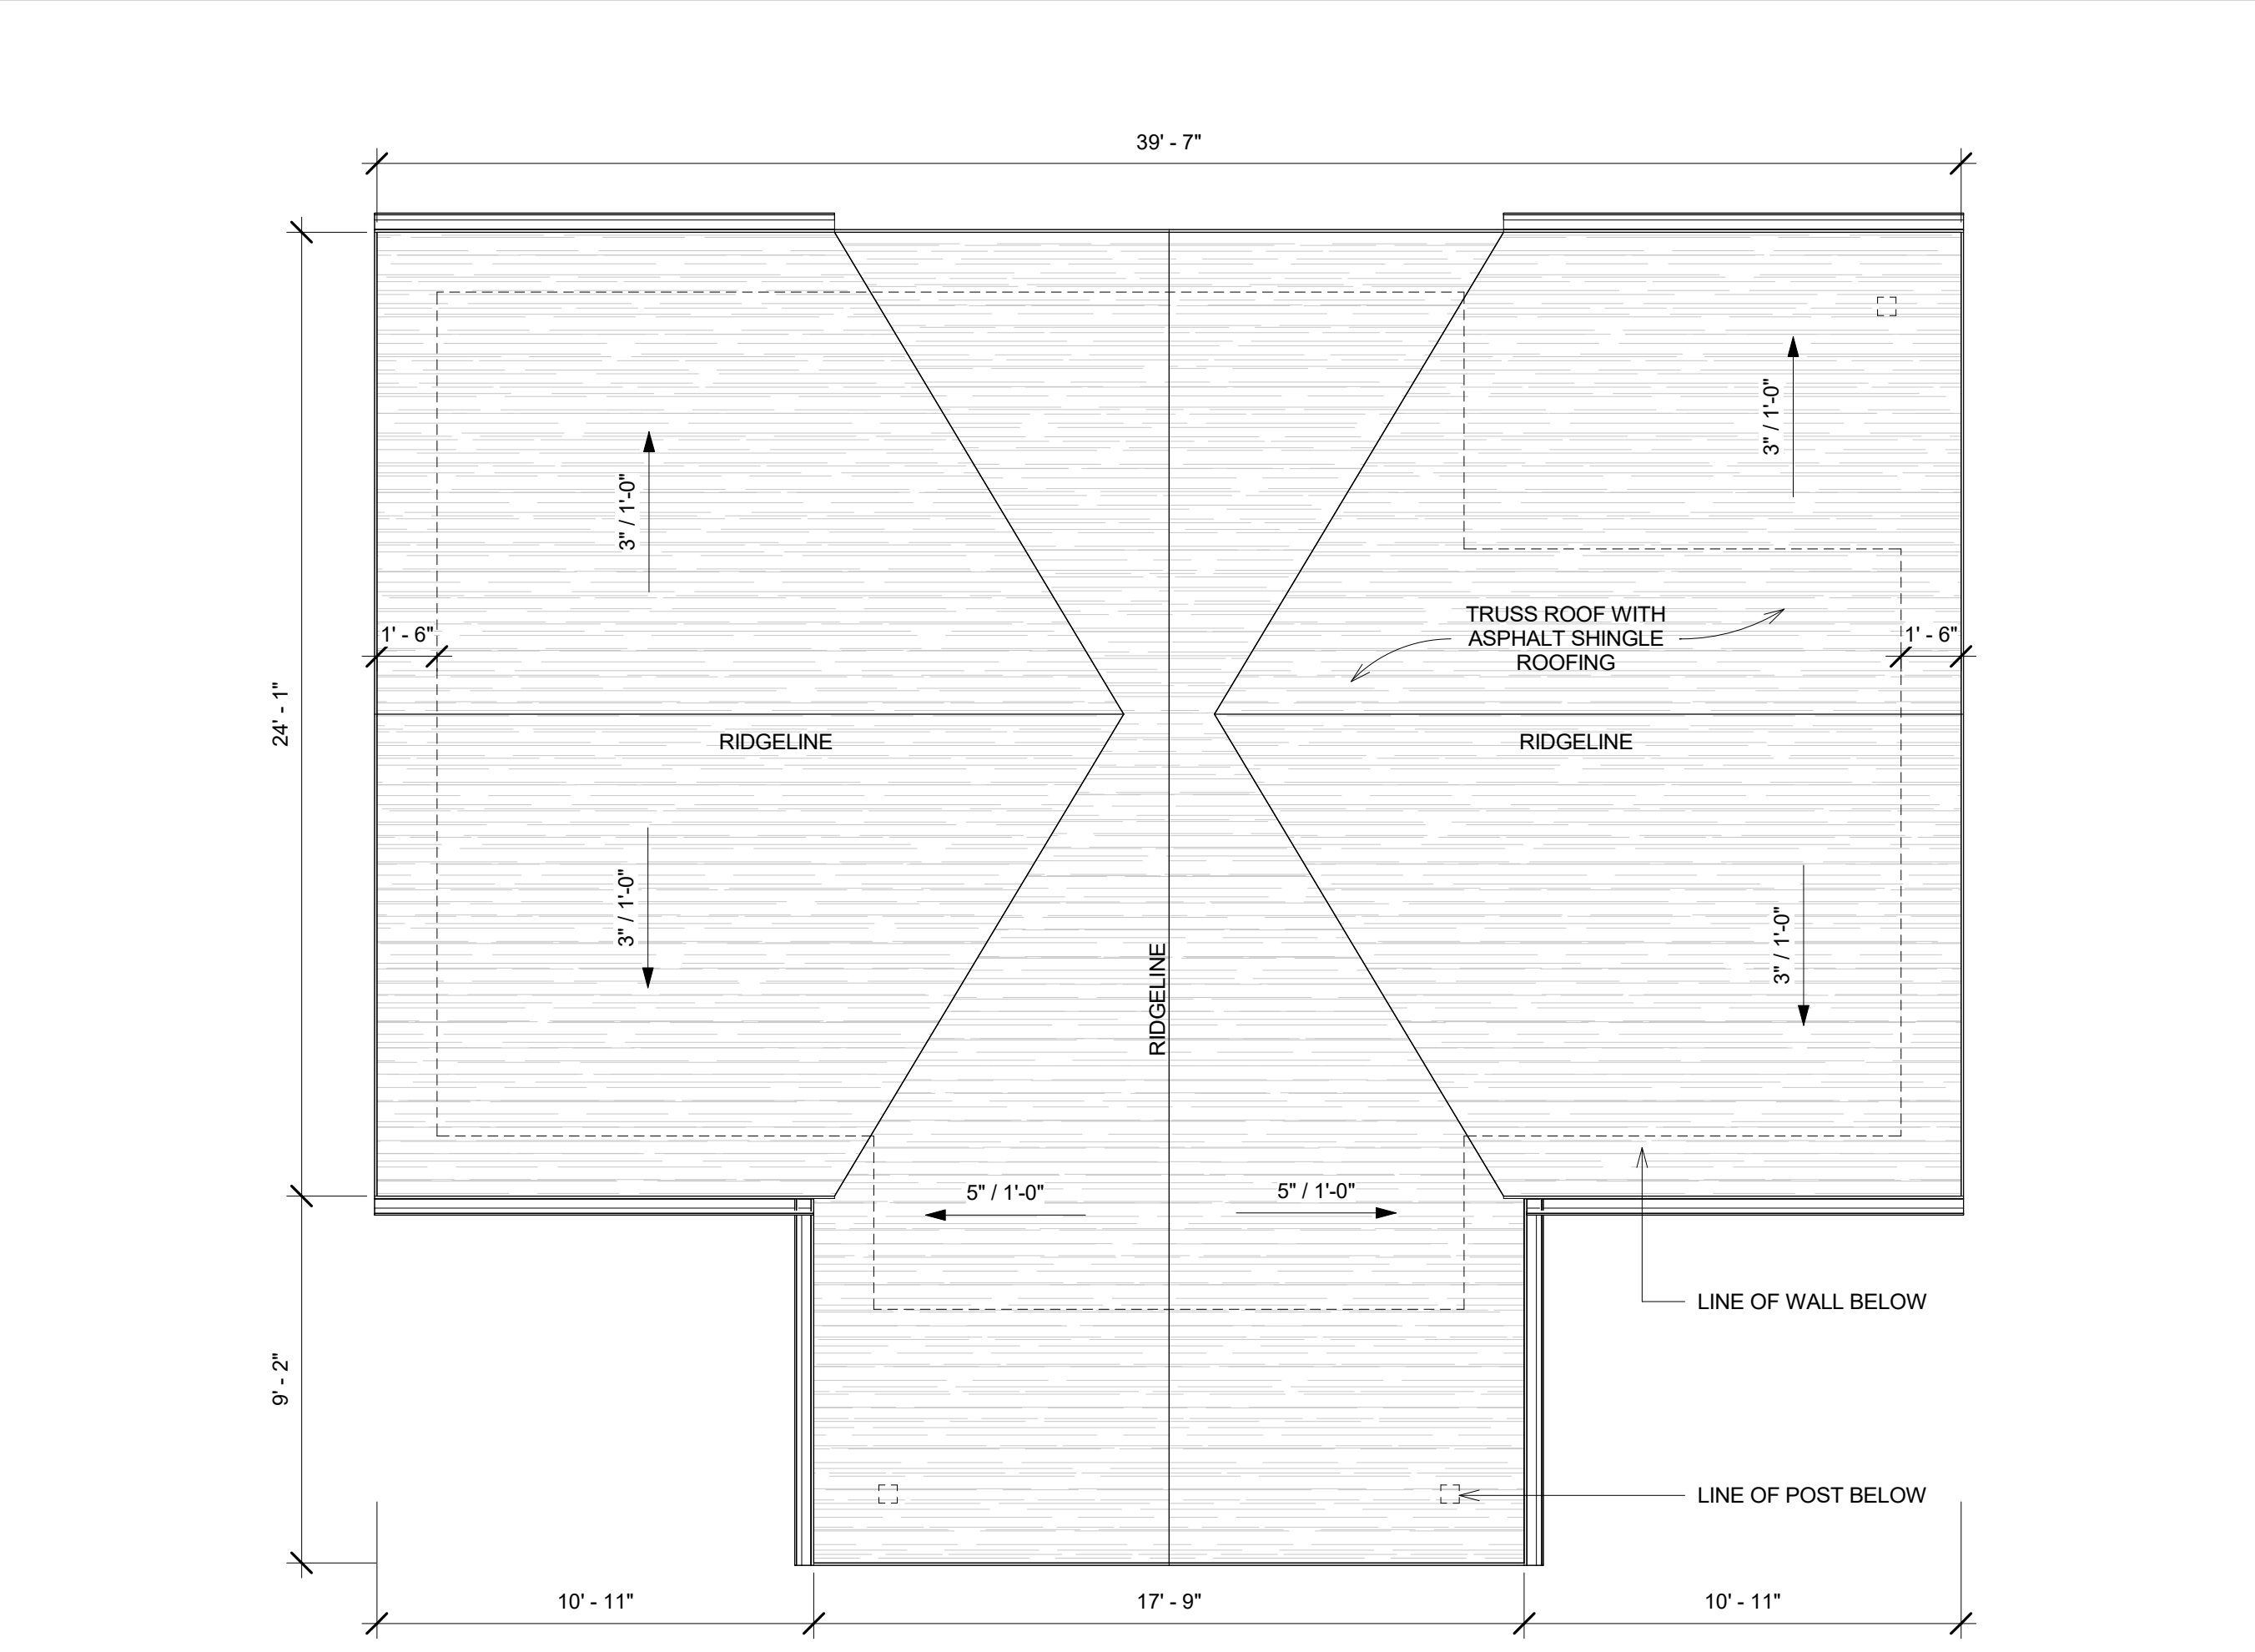 39' - 7"
3" / 1'-0"
3" / 1'-0"
TRUSS ROOF WITH
ASPHALT SHINGLE
ROOFING
1' - 6"
1' - 6"
24' - 1"
RIDGELINE
RIDGELINE
3" / 1'-0"
3" / 1'-0"
RIDGELINE
5" / 1'-0"
5" / 1'-0"
LINE OF WALL BELOW
9' - 2"
LINE OF POST BELOW
10' - 11"
17' - 9"
10' - 11"